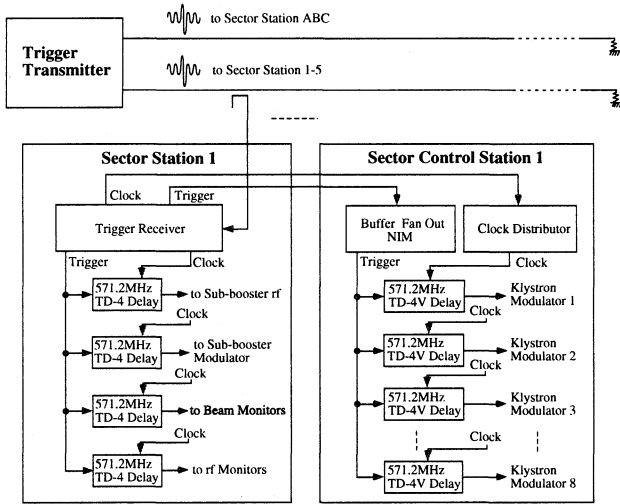 to Sector Station ABC
Trigger
Transmitter
to Sector Station 1-5
Sector Station 1
Clock
Trigger
Trigger Receiver
Trigger
Clock
571.2MHz
TD-4 Delay
to Sub-booster rf
Clock
571.2MHz
TD-4 Delay
to Sub-booster
Modulator
Clock
571.2MHz
TD-4 Delay
to Beam Monitors
Clock
571.2MHz
TD-4 Delay
to rf Monitors
Sector Control Station 1
Buffer Fan Out
NIM
Clock Distributor
Trigger
Clock
571.2MHz
TD-4V Delay
Klystron
Modulator 1
Clock
571.2MHz
TD-4V Delay
Klystron
Modulator 2
Clock
571.2MHz
TD-4V Delay
Klystron
Modulator 3
Clock
571.2MHz
TD-4V Delay
Klystron
Modulator 8